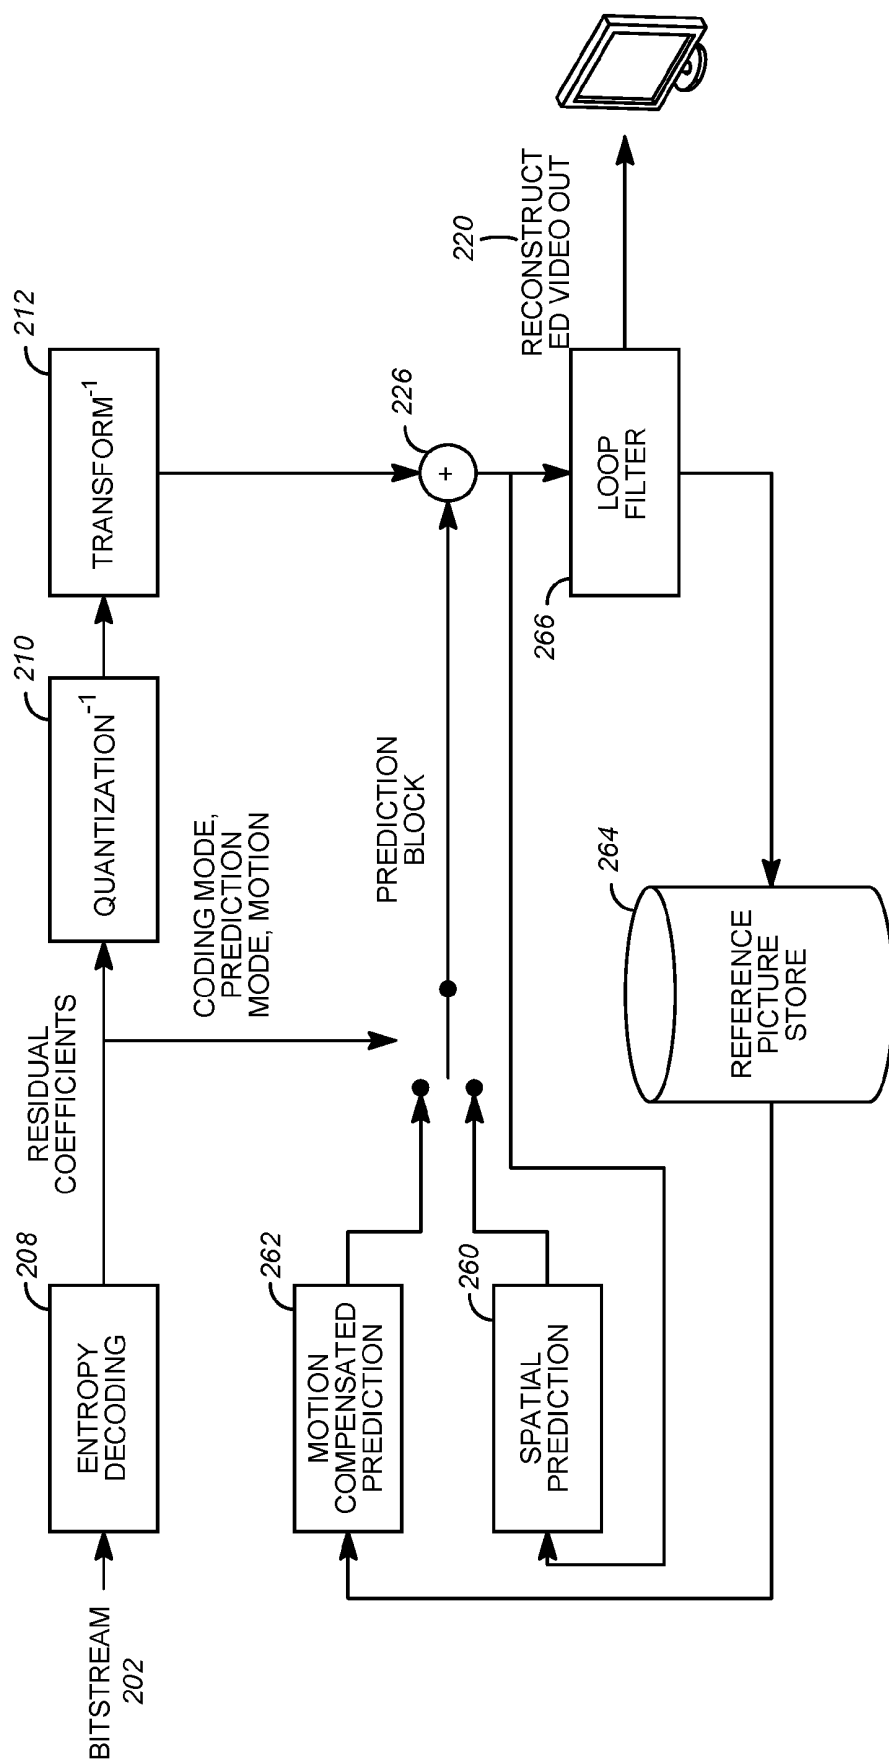 BITSTREAM
202
208
ENTROPY
DECODING
RESIDUAL
COEFFICIENTS
210
QUANTIZATION-1
212
TRANSFORM-1
CODING MODE,
PREDICTION
MODE, MOTION
262
MOTION
COMPENSATED
PREDICTION
260
SPATIAL
PREDICTION
PREDICTION
BLOCK
226
+
220
RECONSTRUCT
ED VIDEO OUT
266
LOOP
FILTER
264
REFERENCE
PICTURE
STORE